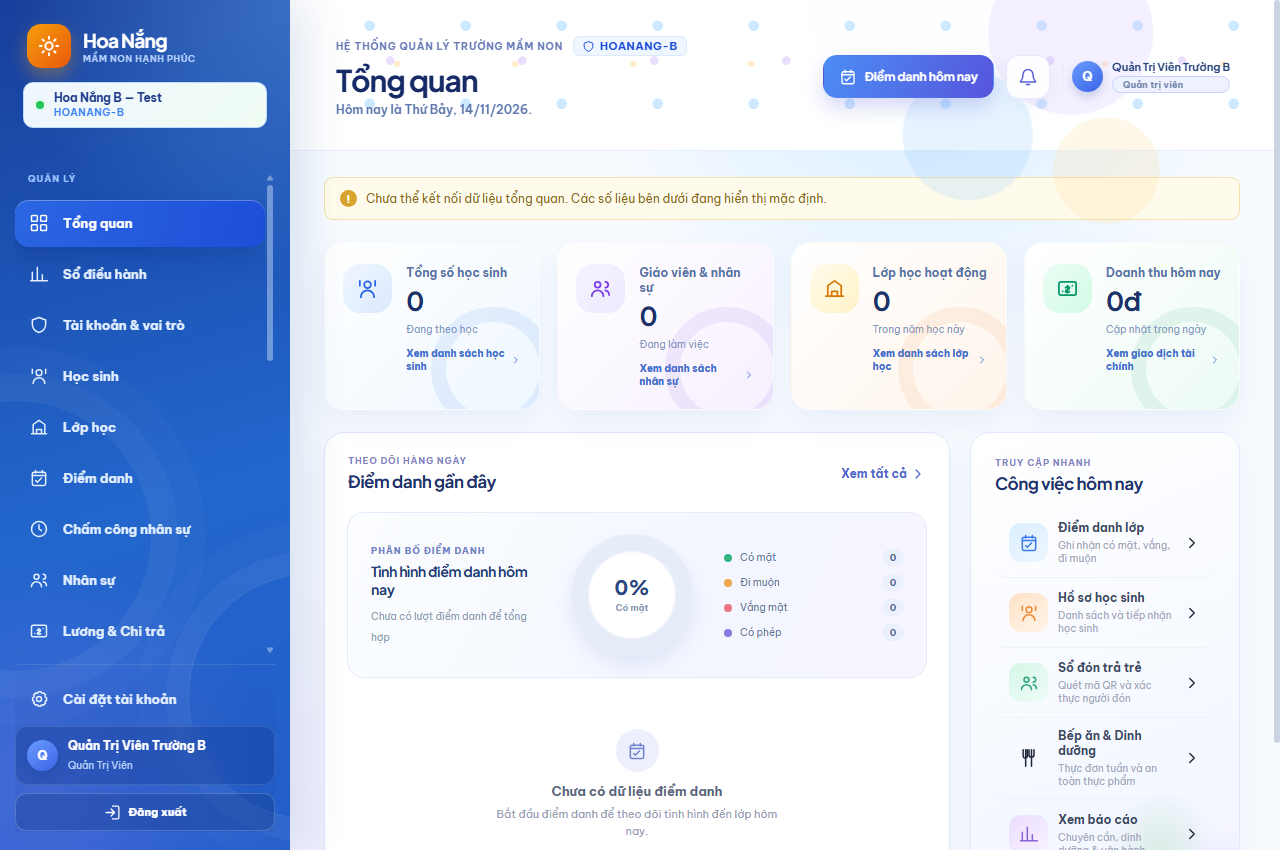 Hoa Nắng
MẦM NON HẠNH PHÚC
Hoa Nắng B — Test
HOANANG-B
QUẢN LÝ
Tổng quan
Sổ điều hành
Tài khoản & vai trò
Học sinh
Lớp học
Điểm danh
Chấm công nhân sự
Nhân sự
Lương & Chi trả
Cài đặt tài khoản
Q
Quản Trị Viên Trường B
Quản Trị Viên
Đăng xuất
HỆ THỐNG QUẢN LÝ TRƯỜNG MẦM NON
HOANANG-B
Tổng quan
Hôm nay là Thứ Bảy, 14/11/2026.
Điểm danh hôm nay
Q
Quản Trị Viên Trường B
Quản trị viên
Chưa thể kết nối dữ liệu tổng quan. Các số liệu bên dưới đang hiển thị mặc định.
Tổng số học sinh
0
Đang theo học
Xem danh sách học
sinh
Giáo viên & nhân
sự
0
Đang làm việc
Xem danh sách
nhân sự
Lớp học hoạt động
0
Trong năm học này
Xem danh sách lớp
học
Doanh thu hôm nay
0đ
Cập nhật trong ngày
Xem giao dịch tài
chính
THEO DÕI HÀNG NGÀY
Điểm danh gần đây
Xem tất cả
PHÂN BỐ ĐIỂM DANH
Tình hình điểm danh hôm
nay
Chưa có lượt điểm danh để tổng
hợp
0%
Có mặt
Có mặt 0
Đi muộn 0
Vắng mặt 0
Có phép 0
Chưa có dữ liệu điểm danh
Bắt đầu điểm danh để theo dõi tình hình đến lớp hôm
nay.
TRUY CẬP NHANH
Công việc hôm nay
Điểm danh lớp
Ghi nhận có mặt, vắng,
đi muộn
Hồ sơ học sinh
Danh sách và tiếp nhận
học sinh
Sổ đón trả trẻ
Quét mã QR và xác
thực người đón
Bếp ăn & Dinh
dưỡng
Thực đơn tuần và an
toàn thực phẩm
Xem báo cáo
Chuyên cần, dinh
dưỡng & vận hành